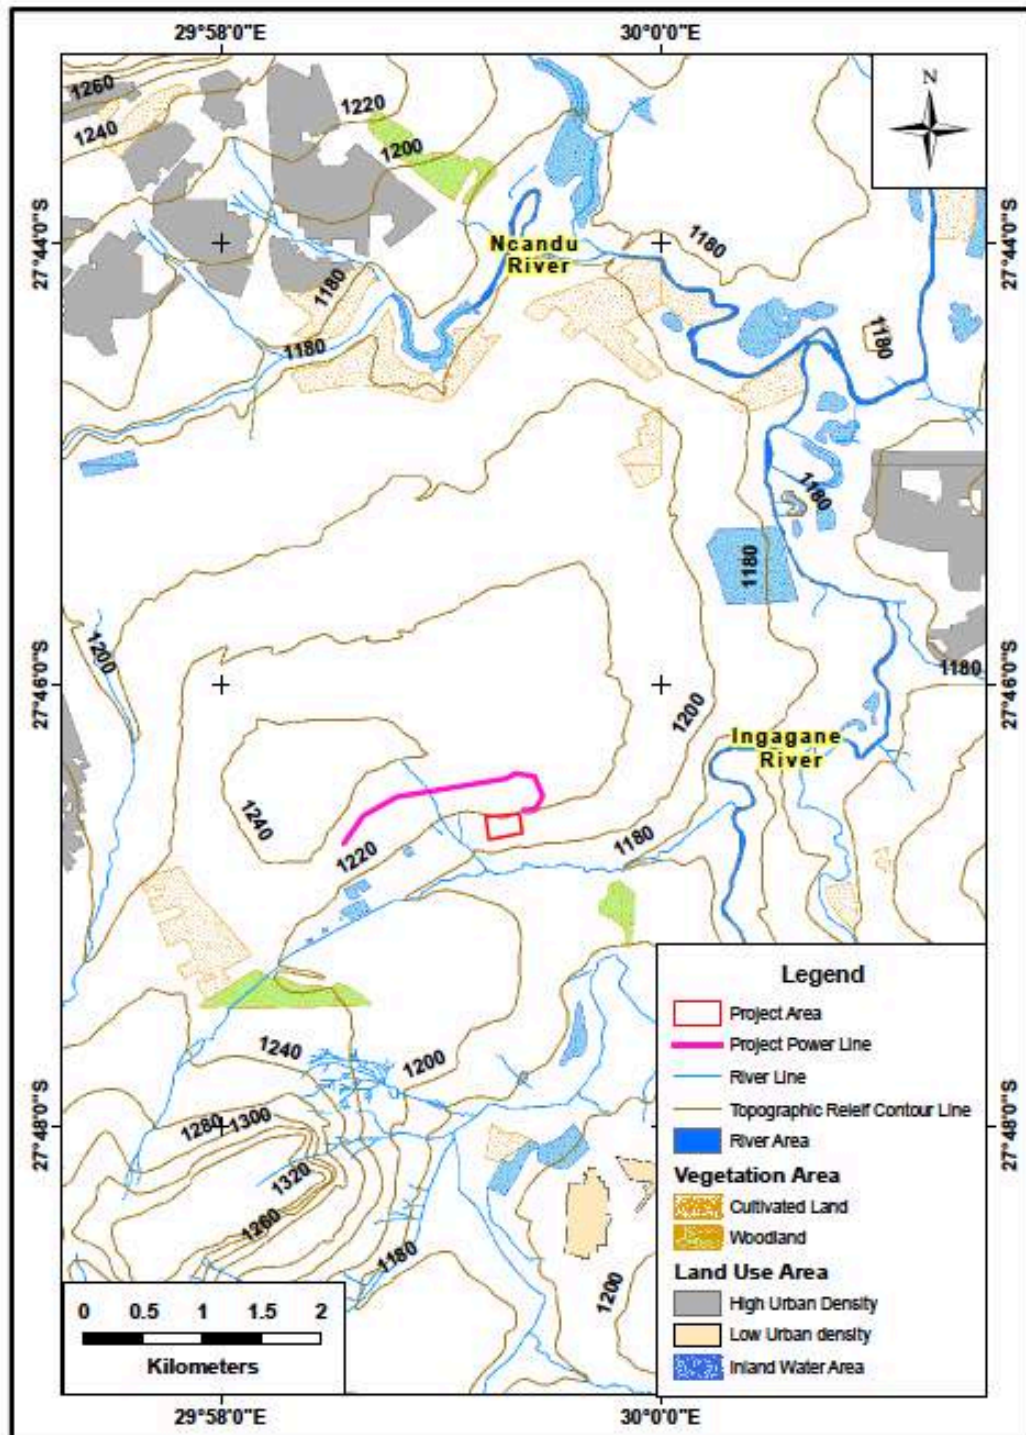 29°58'0"E
30°0'0"E
N
1260
1220
1240
1200
27°44'0"S
27°44'0"S
Ncandu
River
1180
1180
1180
1180
1180
1180
27°46'0"S
27°46'0"S
1200
1180
1200
Ingagane
River
1240
1220
1180
Legend
Project Area
Project Power Line
River Line
Topographic Releif Contour Line
River Area
Vegetation Area
Cultivated Land
Woodland
Land Use Area
High Urban Density
Low Urban density
Inland Water Area
1240
1200
27°48'0"S
27°48'0"S
1280
1300
1320
1260
1180
1200
0 0.5 1 1.5 2
Kilometers
29°58'0"E
30°0'0"E